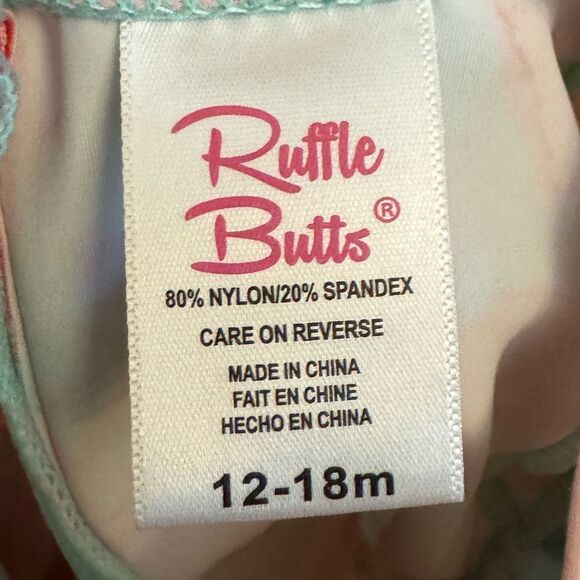 Ruffle
Butts®
80% NYLON/20% SPANDEX
CARE ON REVERSE
MADE IN CHINA
FAIT EN CHINE
HECHO EN CHINA
12-18m